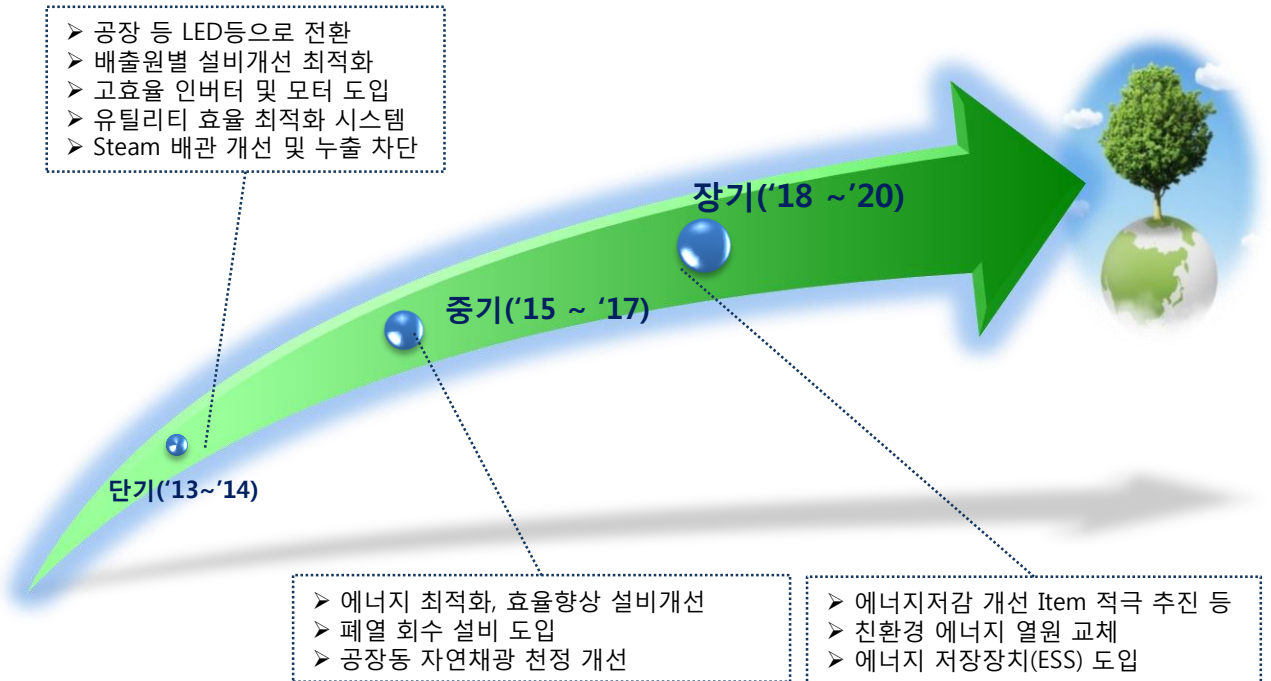 ➢ 공장 등 LED등으로 전환
➢ 배출원별 설비개선 최적화
➢ 고효율 인버터 및 모터 도입
➢ 유틸리티 효율 최적화 시스템
➢ Steam 배관 개선 및 누출 차단
장기(‘18 ~’20)
중기(‘15 ~ ‘17)
단기(‘13~’14)
➢ 에너지 최적화, 효율향상 설비개선
➢ 폐열 회수 설비 도입
➢ 공장동 자연채광 천정 개선
➢ 에너지저감 개선 Item 적극 추진 등
➢ 친환경 에너지 열원 교체
➢ 에너지 저장장치(ESS) 도입